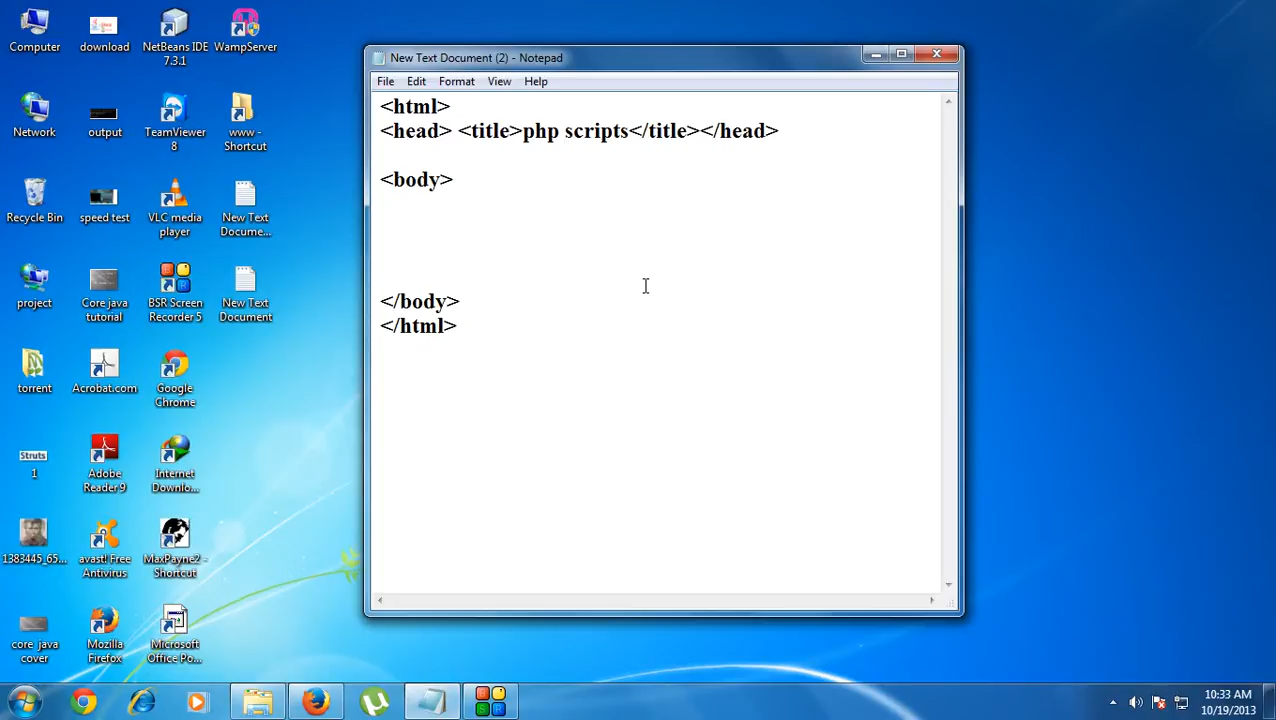 Computer
download
NetBeans IDE
7.3.1
WampServer
Network
output
TeamViewer
8
www -
Shortcut
Recycle Bin
speed test
VLC media
player
New Text
Docume...
project
Core java
tutorial
BSR Screen
Recorder 5
New Text
Document
torrent
Acrobat.com
Google
Chrome
Struts
1
Adobe
Reader 9
Internet
Downlo...
1383445_65...
avast! Free
Antivirus
MaxPayne2 -
Shortcut
core java
cover
Mozilla
Firefox
Microsoft
Office Po...
New Text Document (2) - Notepad
File Edit Format View Help
<html>
<head> <title>php scripts</title></head>
<body>
</body>
</html>
10:33 AM
10/19/2013